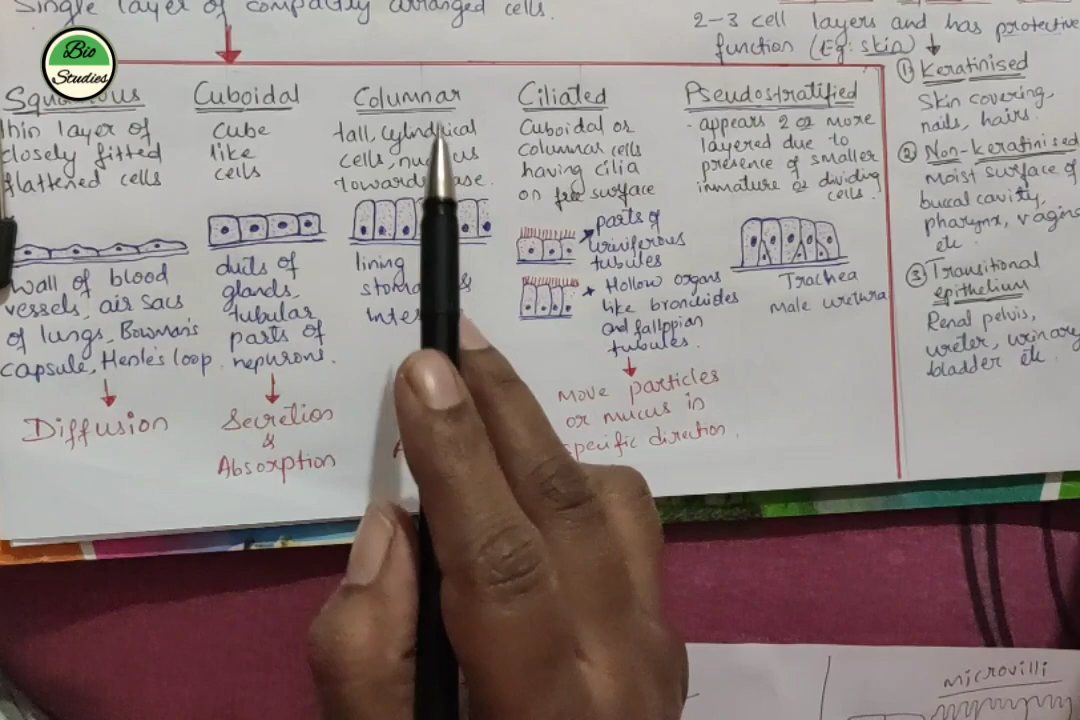 Single layer of compactly arranged cells.
2-3 cell layers and has protective
function (Eg: skin)
Bio
Studies
Squamous
thin layer of
closely fitted
flattened cells
wall of blood
vessels, air sacs
of lungs, Bowman's
capsule, Henle's loop.
Diffusion
Cuboidal
Cube
like
cells
ducts of
glands,
tubular
parts of
nephrons.
Secretion
&
Absorption
Columnar
tall, cylindrical
cells, nucleus
towards base.
lining
&
Ciliated
Cuboidal or
columnar cells
having cilia
on free surface
parts of
uriniferous
tubules
Hollow organs
like bronchides
and fallopian
tubules.
Move particles
or mucus in
specific direction.
Pseudostratified
- appears 2 or more
layered due to
presence of smaller
immature or dividing
cells.
Trachea
male urethra
① Keratinised
Skin covering,
nails, hairs.
② Non-keratinised
moist surface of
buccal cavity,
pharynx, vagina
etc.
③ Transitional
epithelium
Renal pelvis,
ureter, urinary
bladder etc.
microvilli